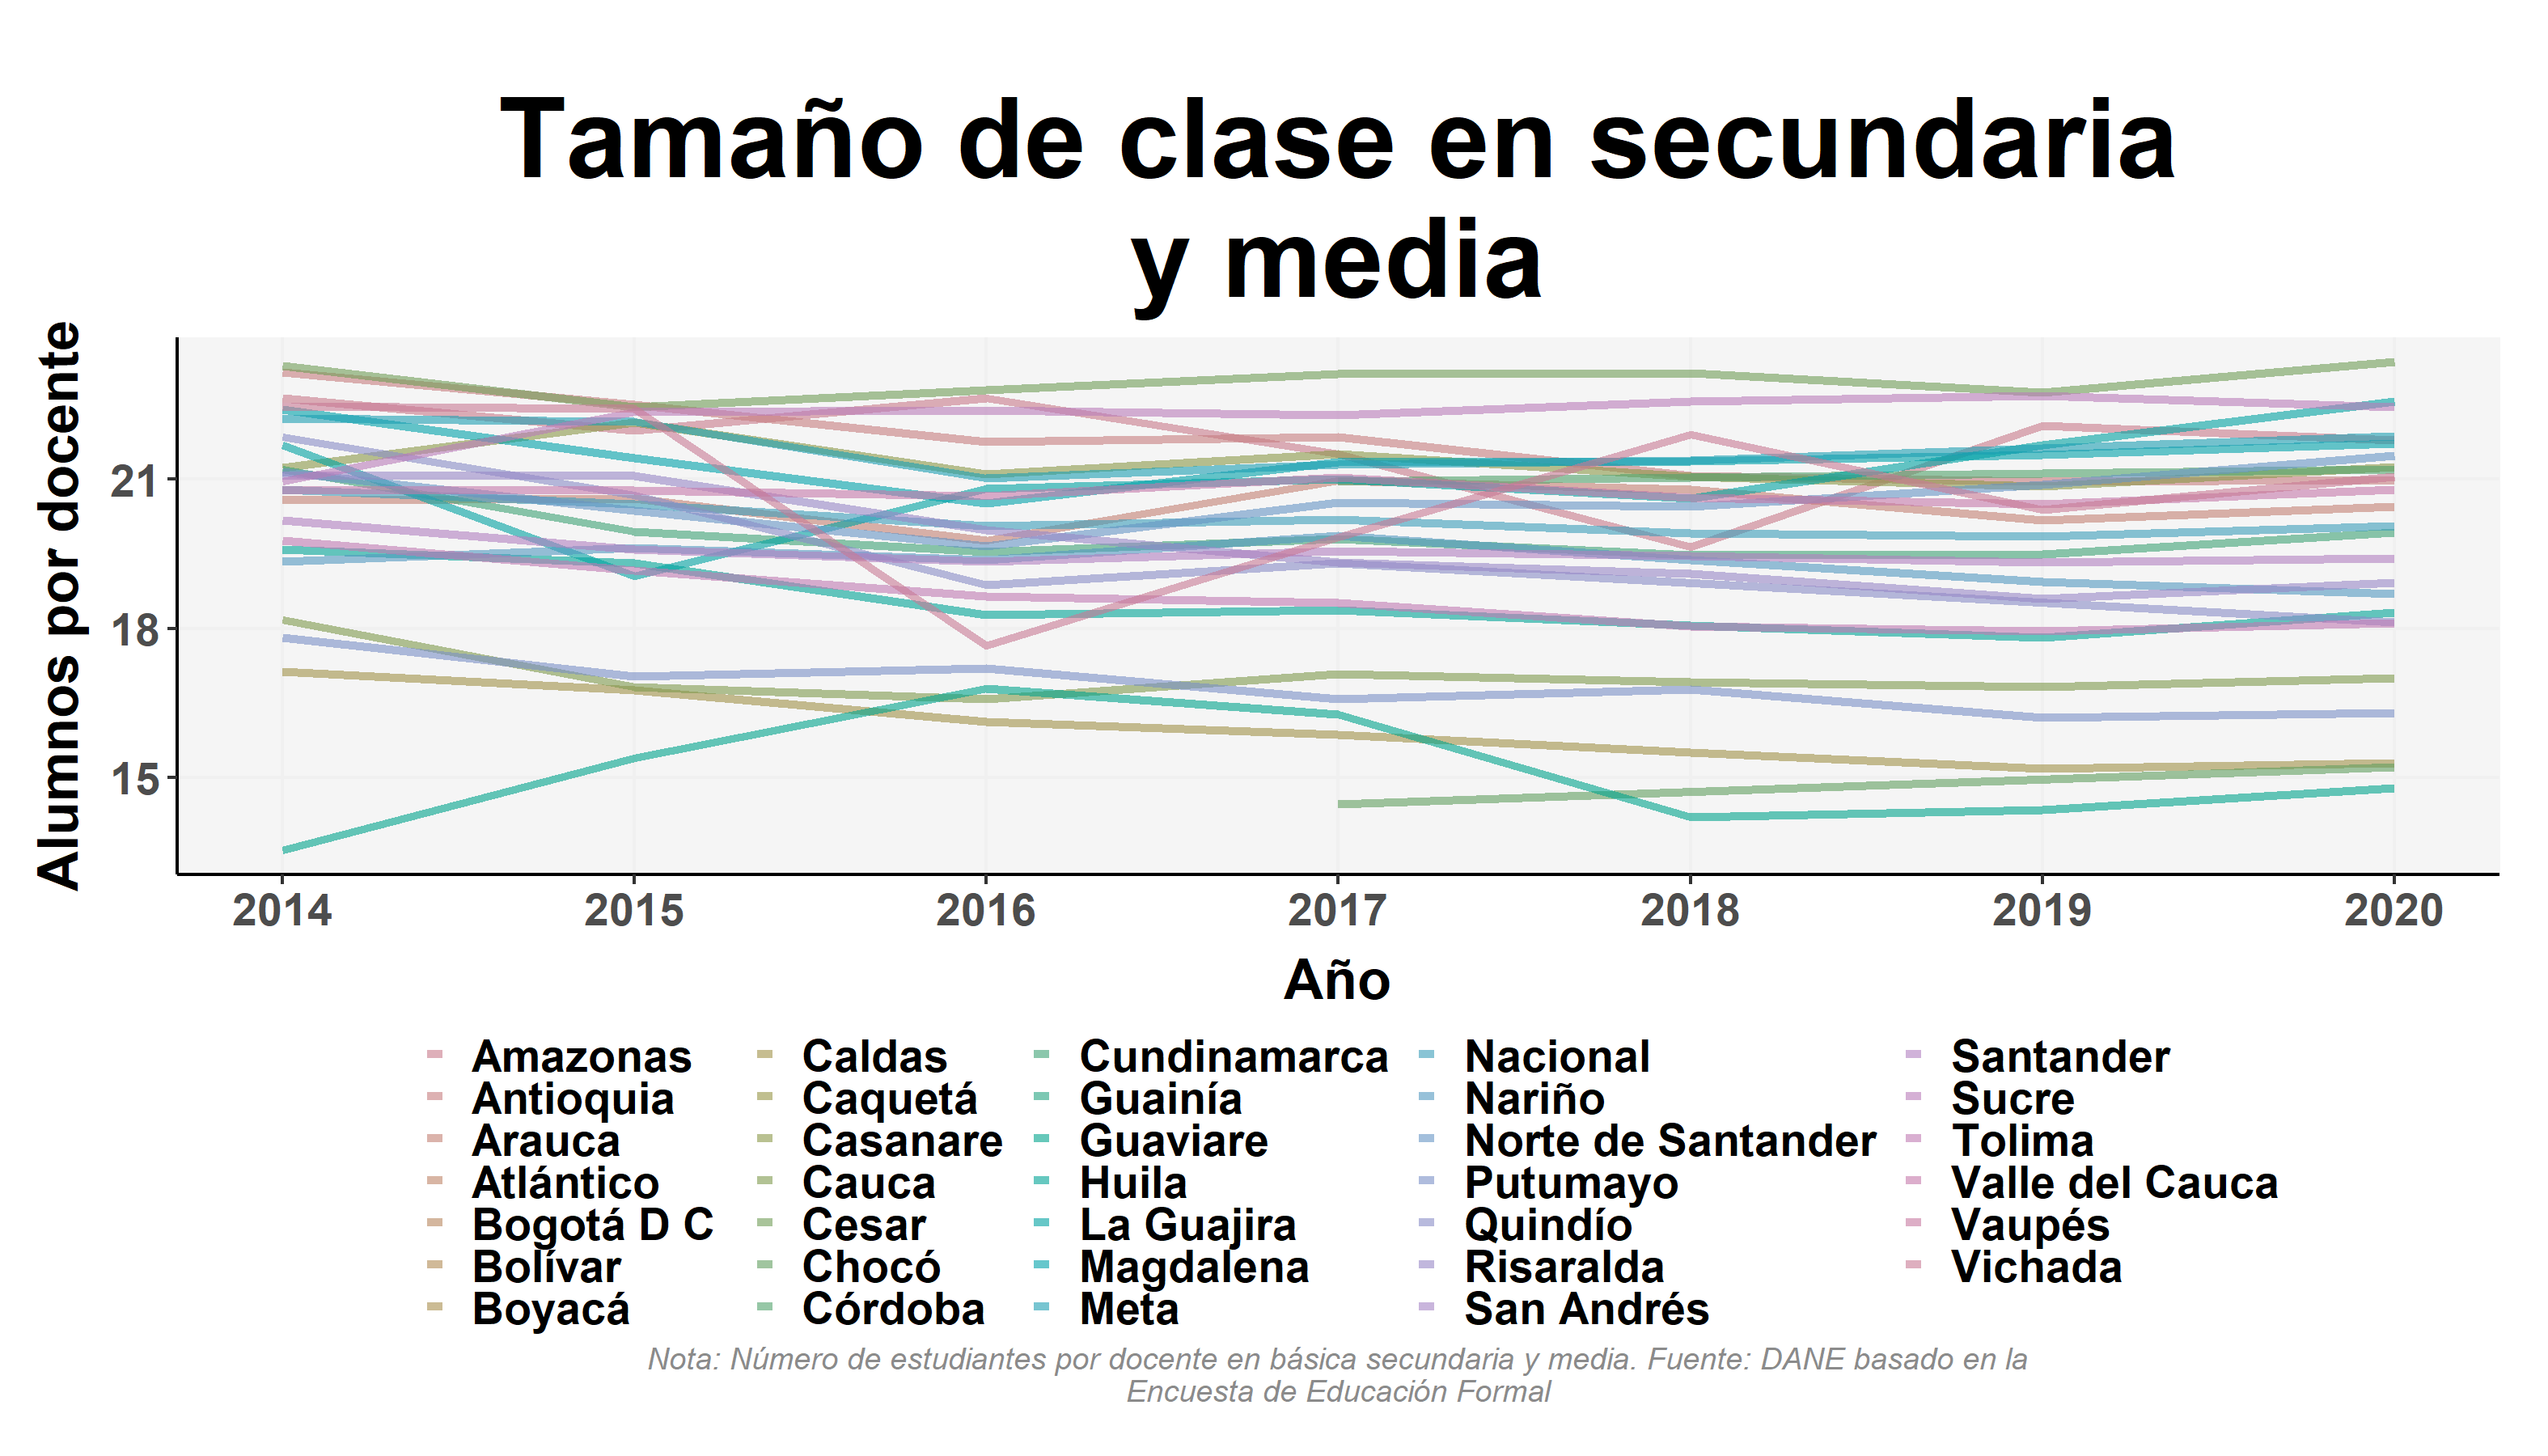 Tamaño de clase en secundaria
y media
Alumnos por docente
21
18
15
2014 2015 2016 2017 2018 2019 2020
Año
Amazonas Caldas Cundinamarca Nacional Santander
Antioquia Caquetá Guainía Nariño Sucre
Arauca Casanare Guaviare Norte de Santander Tolima
Atlántico Cauca Huila Putumayo Valle del Cauca
Bogotá D C Cesar La Guajira Quindío Vaupés
Bolívar Chocó Magdalena Risaralda Vichada
Boyacá Córdoba Meta San Andrés
Nota: Número de estudiantes por docente en básica secundaria y media. Fuente: DANE basado en la
Encuesta de Educación Formal